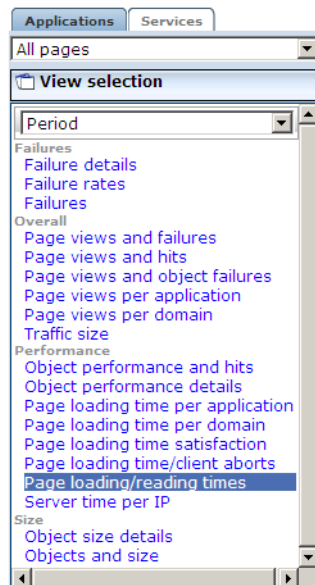 Applications Services
All pages
View selection
Period
Failures
Failure details
Failure rates
Failures
Overall
Page views and failures
Page views and hits
Page views and object failures
Page views per application
Page views per domain
Traffic size
Performance
Object performance and hits
Object performance details
Page loading time per application
Page loading time per domain
Page loading time satisfaction
Page loading time/client aborts
Page loading/reading times
Server time per IP
Size
Object size details
Objects and size